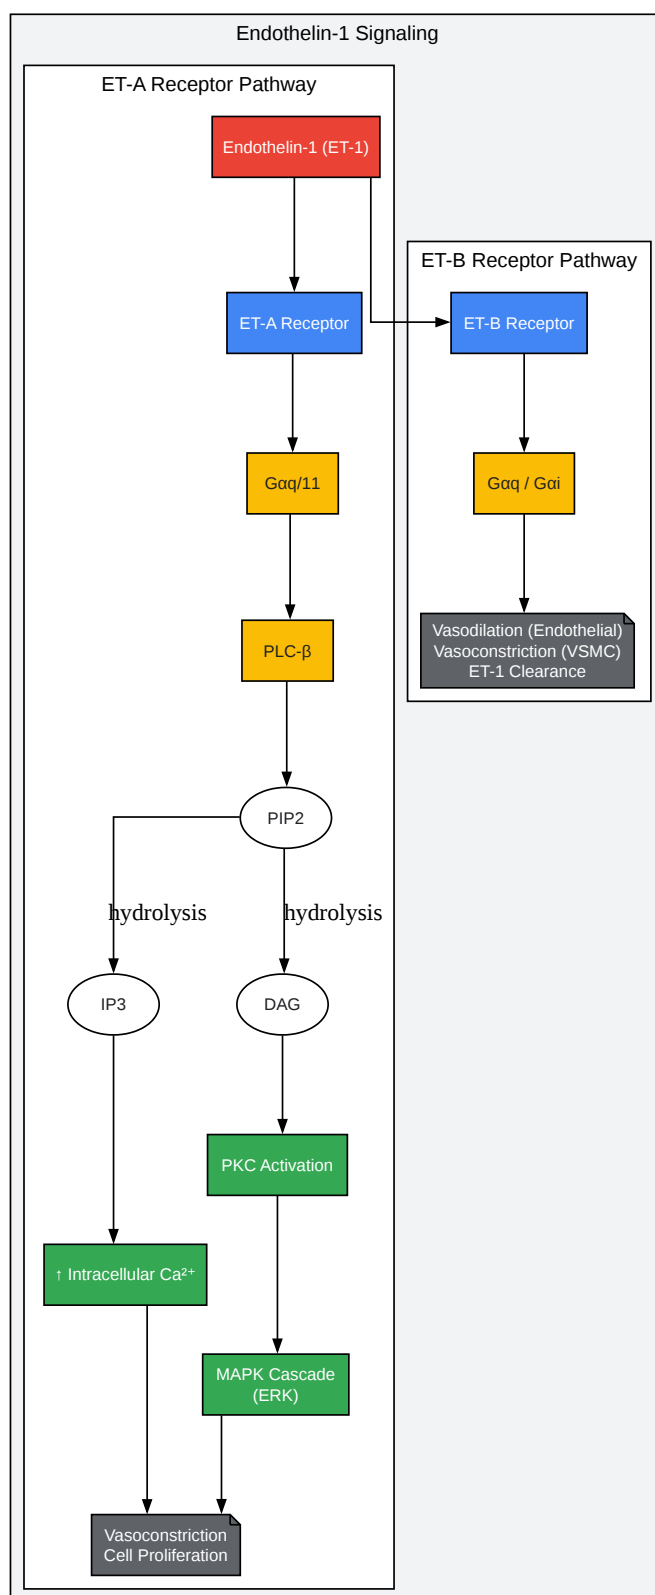 Endothelin-1 Signaling
ET-A Receptor Pathway
Endothelin-1 (ET-1)
ET-B Receptor Pathway
ET-A Receptor
ET-B Receptor
Gαq/11
Gαq / Gαi
PLC-β
Vasodilation (Endothelial)
Vasoconstriction (VSMC)
ET-1 Clearance
PIP2
hydrolysis
hydrolysis
IP3
DAG
PKC Activation
↑ Intracellular Ca²⁺
MAPK Cascade
(ERK)
Vasoconstriction
Cell Proliferation